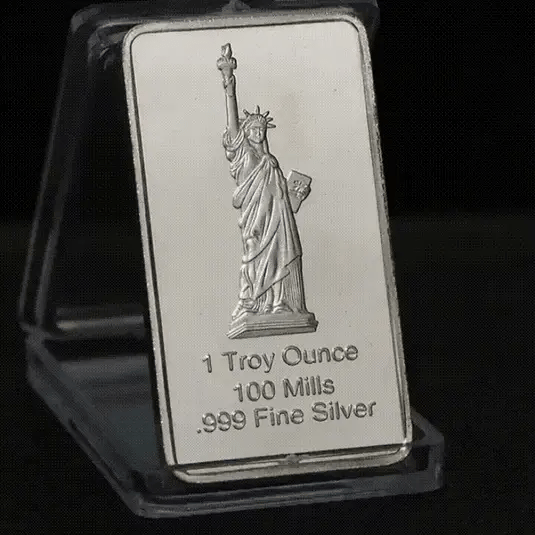 1 Troy Ounce
100 Mills
.999 Fine Silver